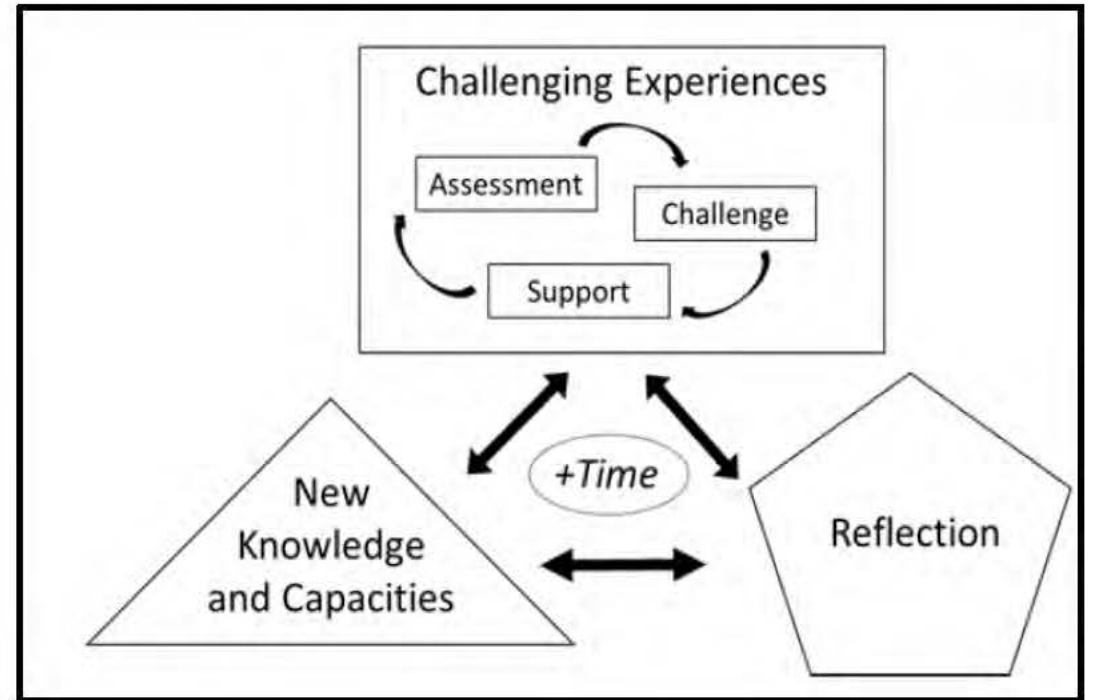 Challenging Experiences
Assessment
Challenge
Support
+Time
New
Knowledge
and Capacities
Reflection